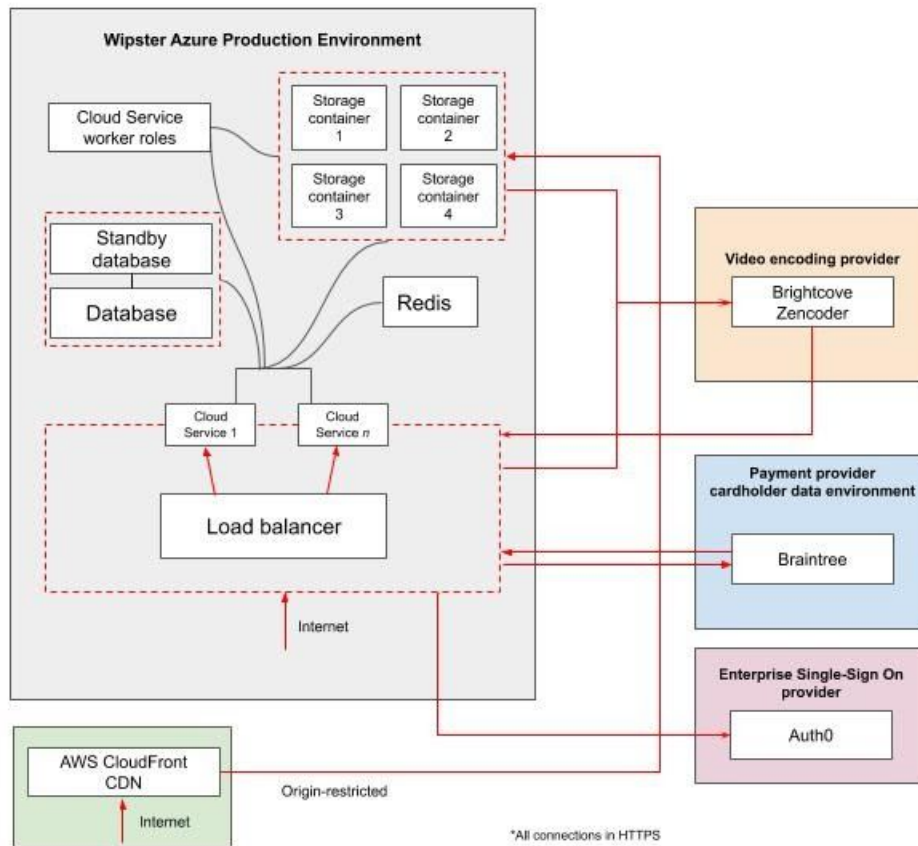 Wipster Azure Production Environment
Cloud Service
worker roles
Storage
container
1
Storage
container
2
Storage
container
3
Storage
container
4
Standby
database
Database
Redis
Cloud
Service 1
Cloud
Service n
Load balancer
Internet
Video encoding provider
Brightcove
Zencoder
Payment provider
cardholder data environment
Braintree
Enterprise Single-Sign On
provider
Auth0
AWS CloudFront
CDN
Internet
Origin-restricted
*All connections in HTTPS